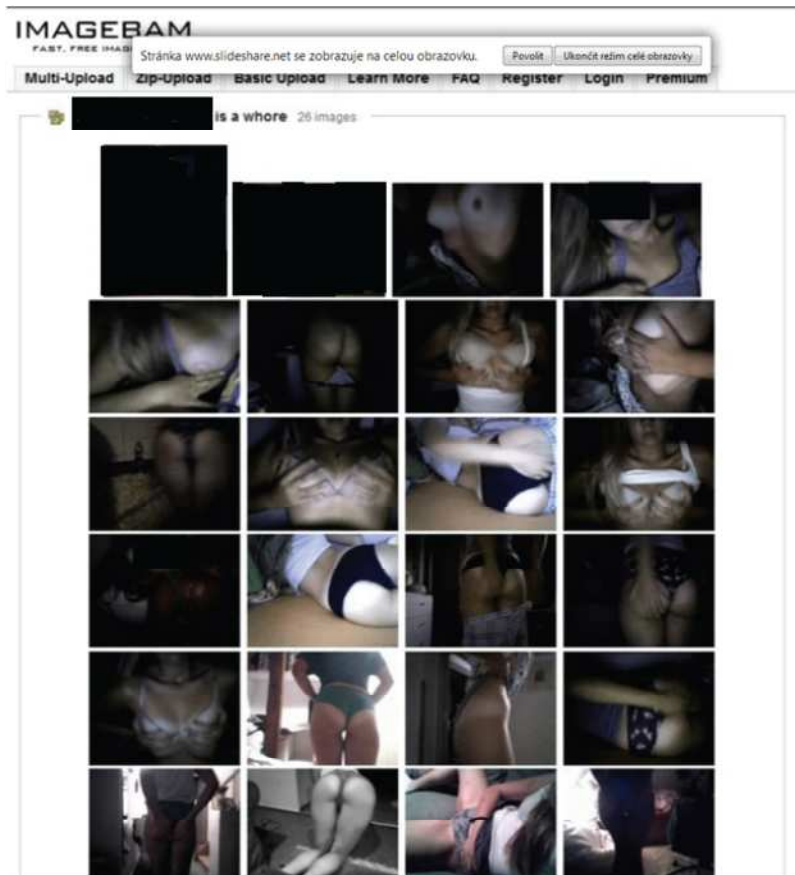 IMAGEBAM
FAST, FREE IMAG
Stránka www.slideshare.net se zobrazuje na celou obrazovku. Povolit Ukončit režim celé obrazovky
Multi-Upload Zip-Upload Basic Upload Learn More FAQ Register Login Premium
is a whore 26 images